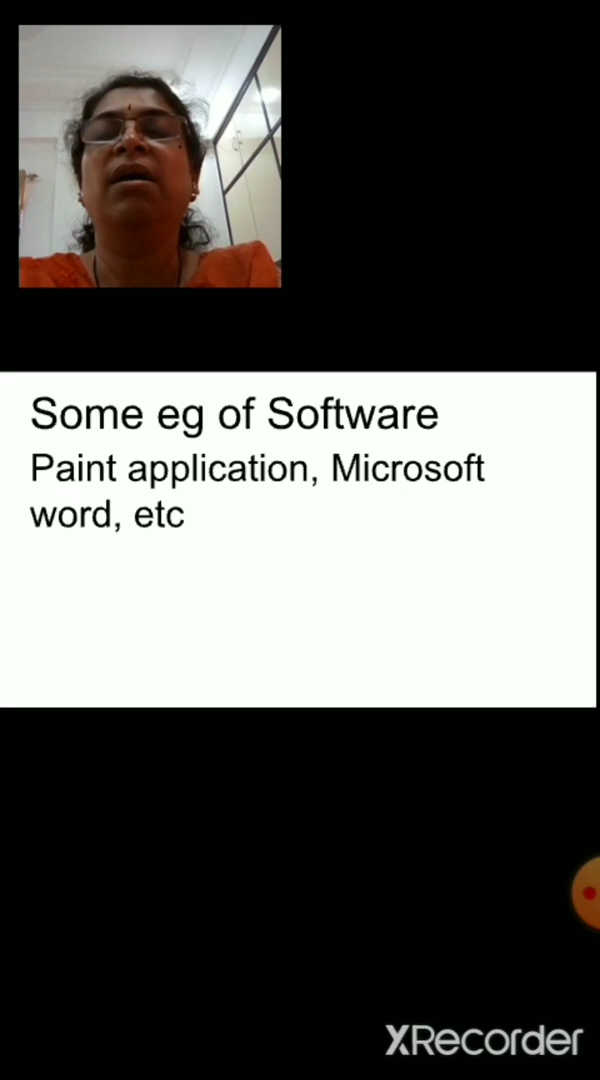 Some eg of Software
Paint application, Microsoft
word, etc
XRecorder